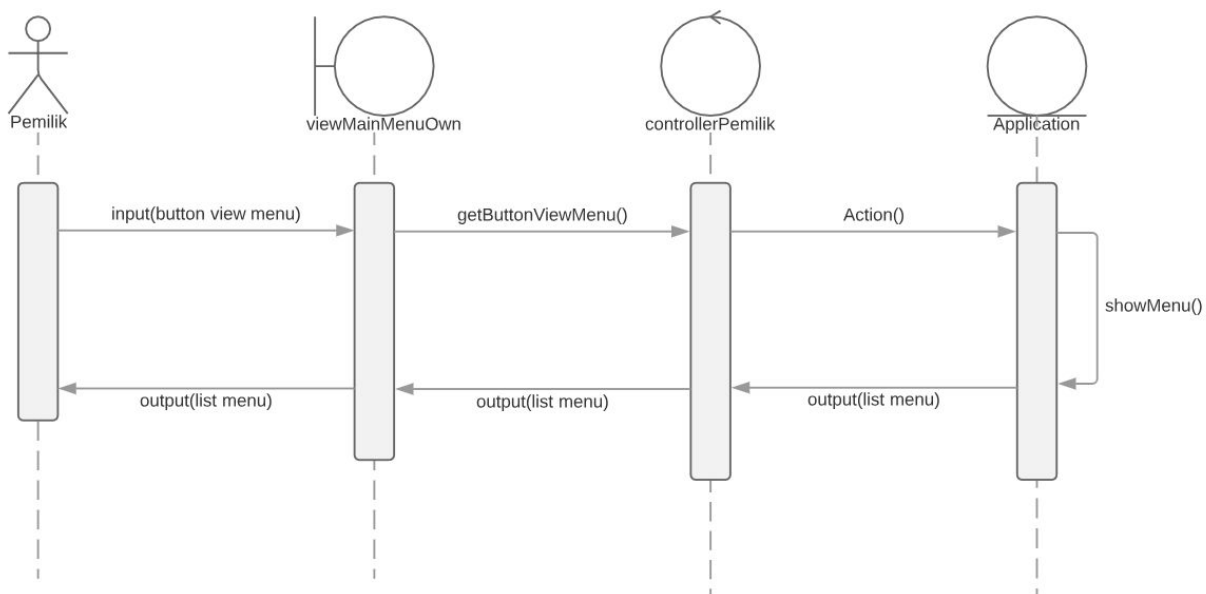 Pemilik
viewMainMenuOwn
controllerPemilik
Application
input(button view menu)
getButtonViewMenu()
Action()
showMenu()
output(list menu)
output(list menu)
output(list menu)